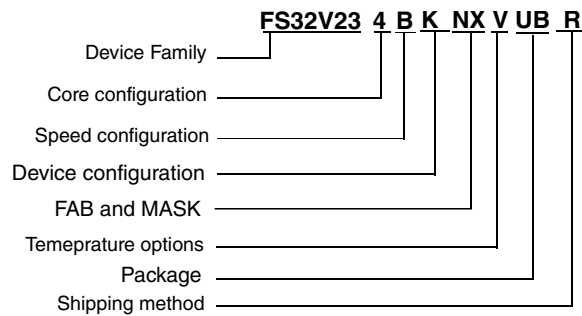 FS32V23 4 B K NX V UB R
Device Family
Core configuration
Speed configuration
Device configuration
FAB and MASK
Temeprature options
Package
Shipping method